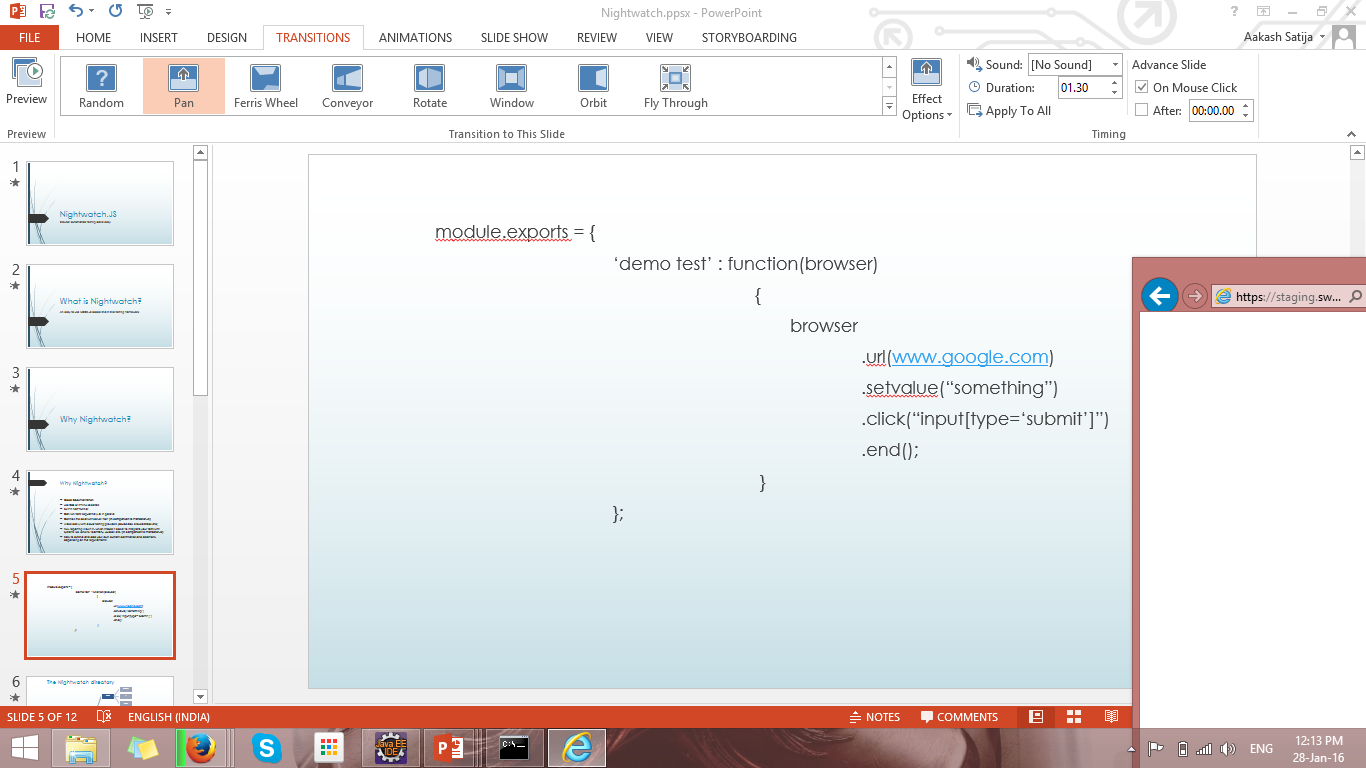 Nightwatch.ppsx - PowerPoint
FILE HOME INSERT DESIGN TRANSITIONS ANIMATIONS SLIDE SHOW REVIEW VIEW STORYBOARDING
Aakash Satija
Preview
Random
Pan
Ferris Wheel
Conveyor
Rotate
Window
Orbit
Fly Through
Effect
Options
Sound: [No Sound]
Duration: 01.30
Apply To All
Advance Slide
On Mouse Click
After: 00:00.00
Preview
Transition to This Slide
Timing
1
Nightwatch.JS
2
What is Nightwatch?
3
Why Nightwatch?
4
Why Nightwatch?
5
6
The Nightwatch directory
module.exports = {
‘demo test’ : function(browser)
{
browser
.url(www.google.com)
.setvalue(“something”)
.click(“input[type=‘submit’]”)
.end();
}
};
https://staging.sw...
SLIDE 5 OF 12
ENGLISH (INDIA)
NOTES
COMMENTS
Java EE
IDE
C:\_
ENG
12:13 PM
28-Jan-16